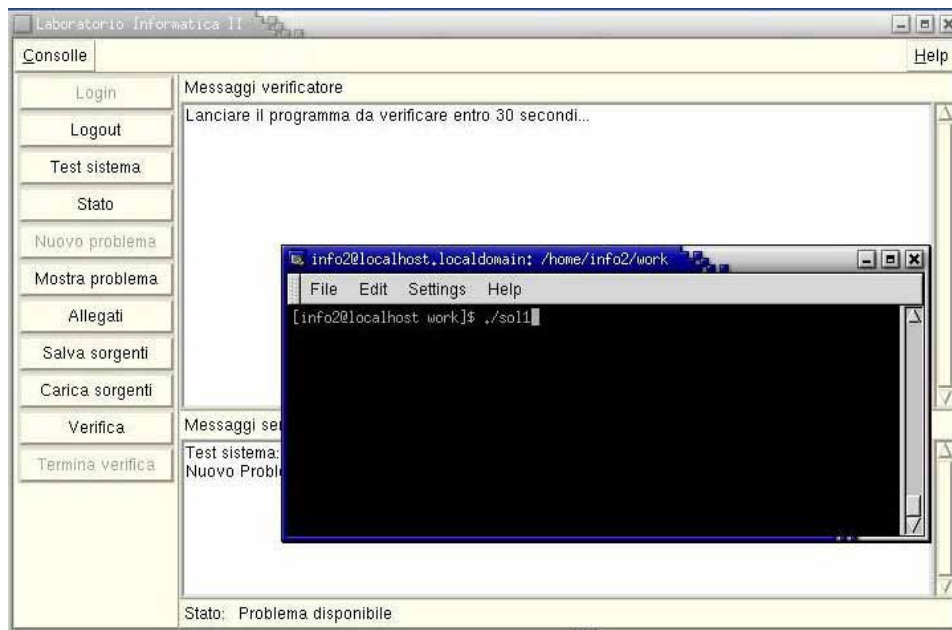 Laboratorio Informatica II
Consolle
Help
Login
Logout
Test sistema
Stato
Nuovo problema
Mostra problema
Allegati
Salva sorgenti
Carica sorgenti
Verifica
Termina verifica
Messaggi verificatore
Lanciare il programma da verificare entro 30 secondi...
info2@localhost.localdomain: /home/info2/work
File Edit Settings Help
[info2@localhost work]$ ./sol1
Messaggi
Test sistema:
Nuovo
Stato: Problema disponibile